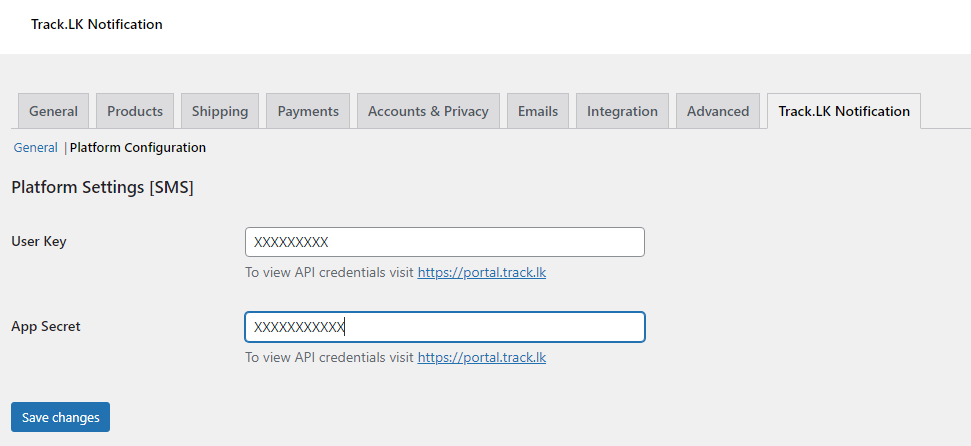 Track.LK Notification
General Products Shipping Payments Accounts & Privacy Emails Integration Advanced Track.LK Notification
General | Platform Configuration
Platform Settings [SMS]
User Key XXXXXXXXX
To view API credentials visit https://portal.track.lk
App Secret XXXXXXXXXXX
To view API credentials visit https://portal.track.lk
Save changes